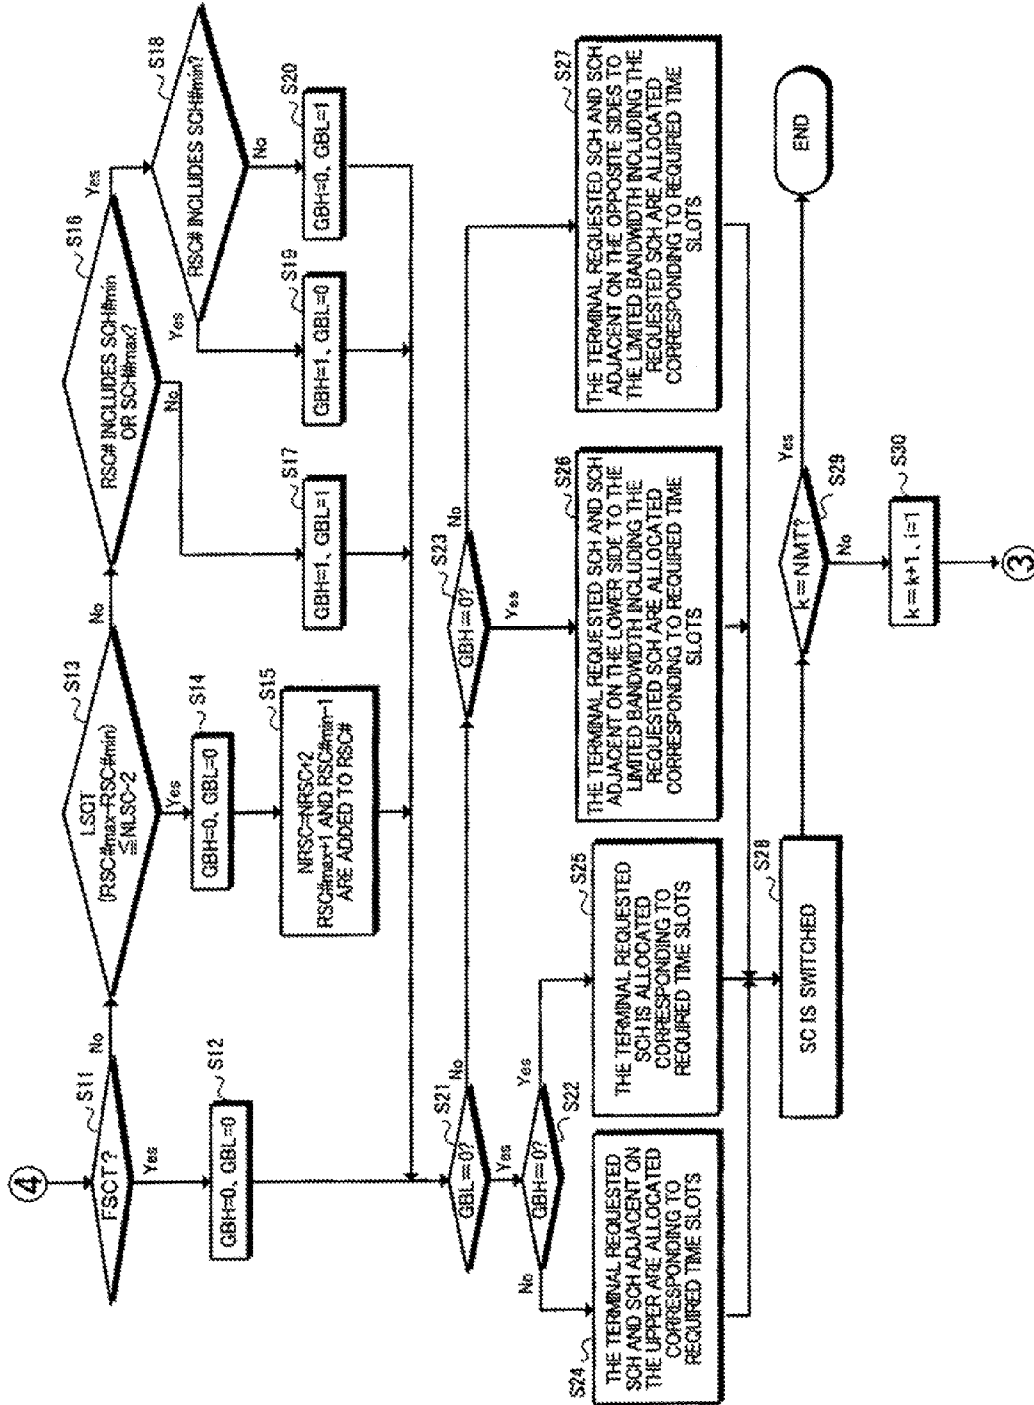 ④
S11
FSCT?
No
Yes
S12
GBH=0, GBL=0
S13
LSCT
(RSC#max-RSC#min)
≦NLSC-2
No
Yes
S14
GBH=0, GBL=0
S15
NRSC=NRSC+2
RSC#max+1 AND RSC#min-1
ARE ADDED TO RSC#
S16
RSC# INCLUDES SCH#min
OR SCH#max?
Yes
No
S17
GBH=1, GBL=1
S18
RSC# INCLUDES SCH#min?
Yes
No
S19
GBH=1, GBL=0
S20
GBH=0, GBL=1
S21
GBL=0?
No
Yes
S22
GBH=0?
No
Yes
S23
GBH=0?
No
Yes
S24
THE TERMINAL REQUESTED
SCH AND SCH ADJACENT ON
THE UPPER ARE ALLOCATED
CORRESPONDING TO
REQUIRED TIME SLOTS
S25
THE TERMINAL REQUESTED
SCH IS ALLOCATED
CORRESPONDING TO
REQUIRED TIME SLOTS
S26
THE TERMINAL REQUESTED SCH AND SCH
ADJACENT ON THE LOWER SIDE TO THE
LIMITED BANDWIDTH INCLUDING THE
REQUESTED SCH ARE ALLOCATED
CORRESPONDING TO REQUIRED TIME
SLOTS
S27
THE TERMINAL REQUESTED SCH AND SCH
ADJACENT ON THE OPPOSITE SIDES TO
THE LIMITED BANDWIDTH INCLUDING THE
REQUESTED SCH ARE ALLOCATED
CORRESPONDING TO REQUIRED TIME
SLOTS
S28
SC IS SWITCHED
S29
k=NMT?
Yes
No
S30
k=k+1, i=1
③
END